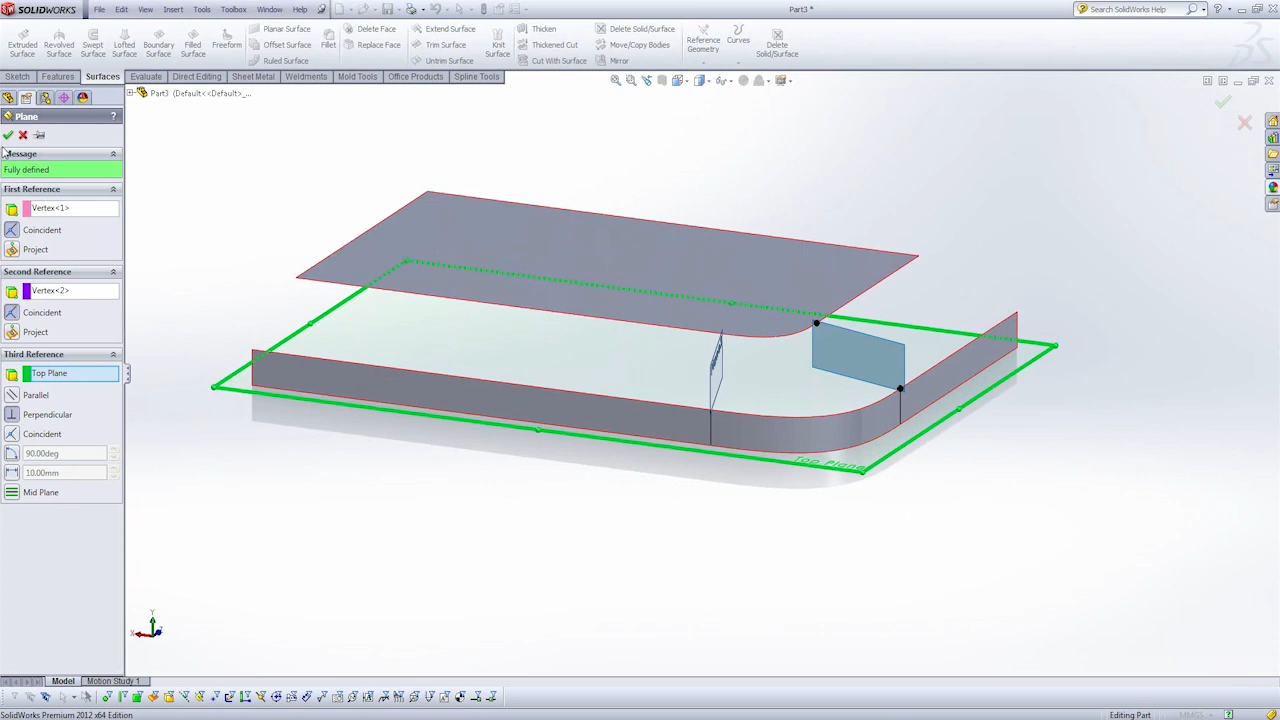 SOLIDWORKS File Edit View Insert Tools Toolbox Window Help Part3 * Search SolidWorks Help
Extruded Surface
Revolved Surface
Swept Surface
Lofted Surface
Boundary Surface
Filled Surface
Freeform
Planar Surface
Offset Surface
Ruled Surface
Fillet
Delete Face
Replace Face
Extend Surface
Trim Surface
Untrim Surface
Knit Surface
Thicken
Thickened Cut
Cut With Surface
Delete Solid/Surface
Move/Copy Bodies
Mirror
Reference Geometry
Curves
Delete Solid/Surface
Sketch Features Surfaces Evaluate Direct Editing Sheet Metal Weldments Mold Tools Office Products Spline Tools
Part3 (Default<<Default>_...
Plane ?
Message
Fully defined
First Reference
Vertex<1>
Coincident
Project
Second Reference
Vertex<2>
Coincident
Project
Third Reference
Top Plane
Parallel
Perpendicular
Coincident
90.00deg
10.00mm
Mid Plane
Top Plane
Y
X
Z
Model Motion Study 1
SolidWorks Premium 2012 x64 Edition Editing Part MMGS